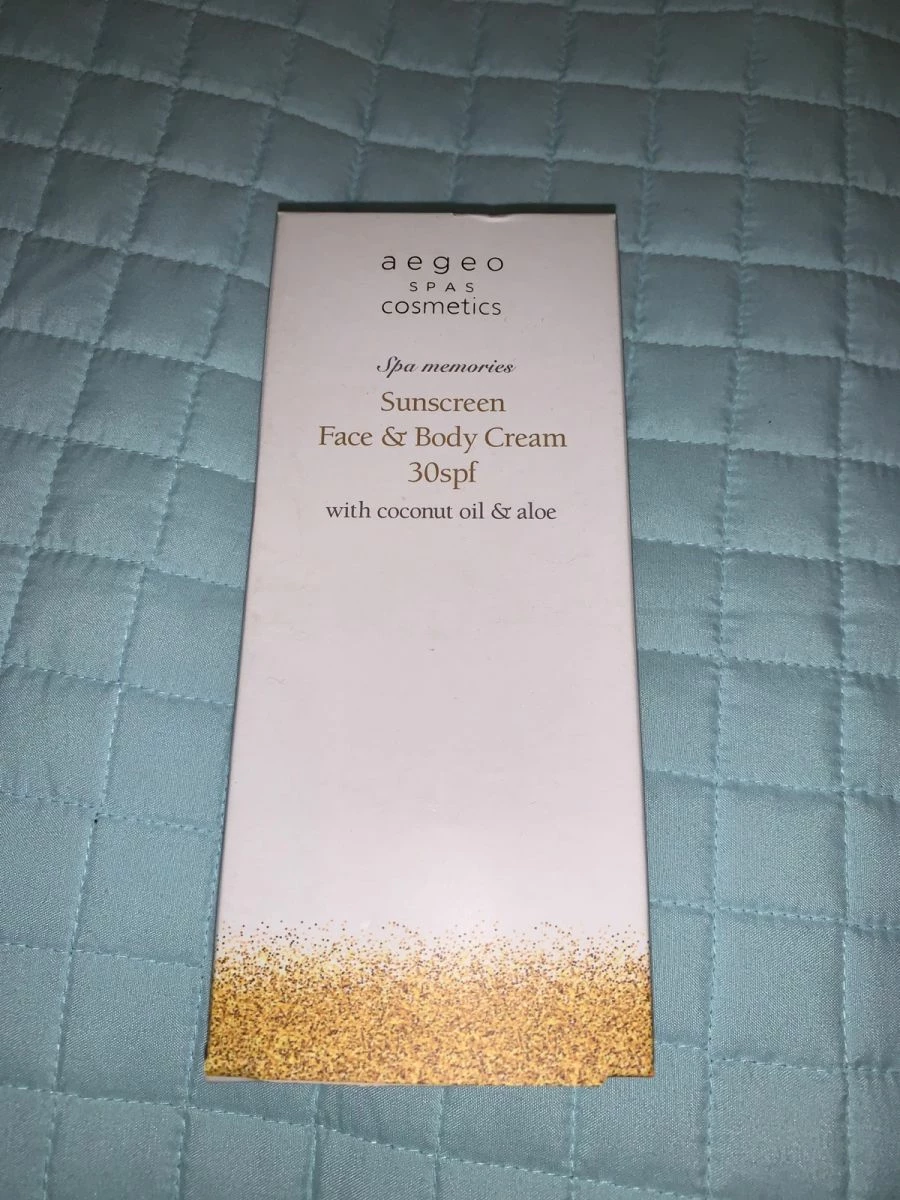 aegeo
SPAS
cosmetics
Spa memories
Sunscreen
Face & Body Cream
30spf
with coconut oil & aloe